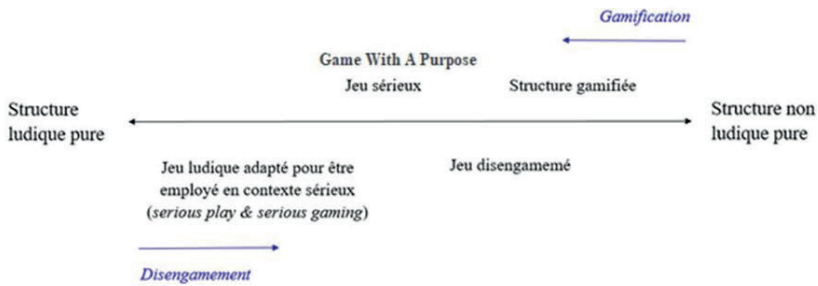 Gamification
Game With A Purpose
Jeu sérieux
Structure gamifiée
Structure
ludique pure
Structure non
ludique pure
Jeu ludique adapté pour être
employé en contexte sérieux
(serious play & serious gaming)
Jeu disengamemé
Disengamement